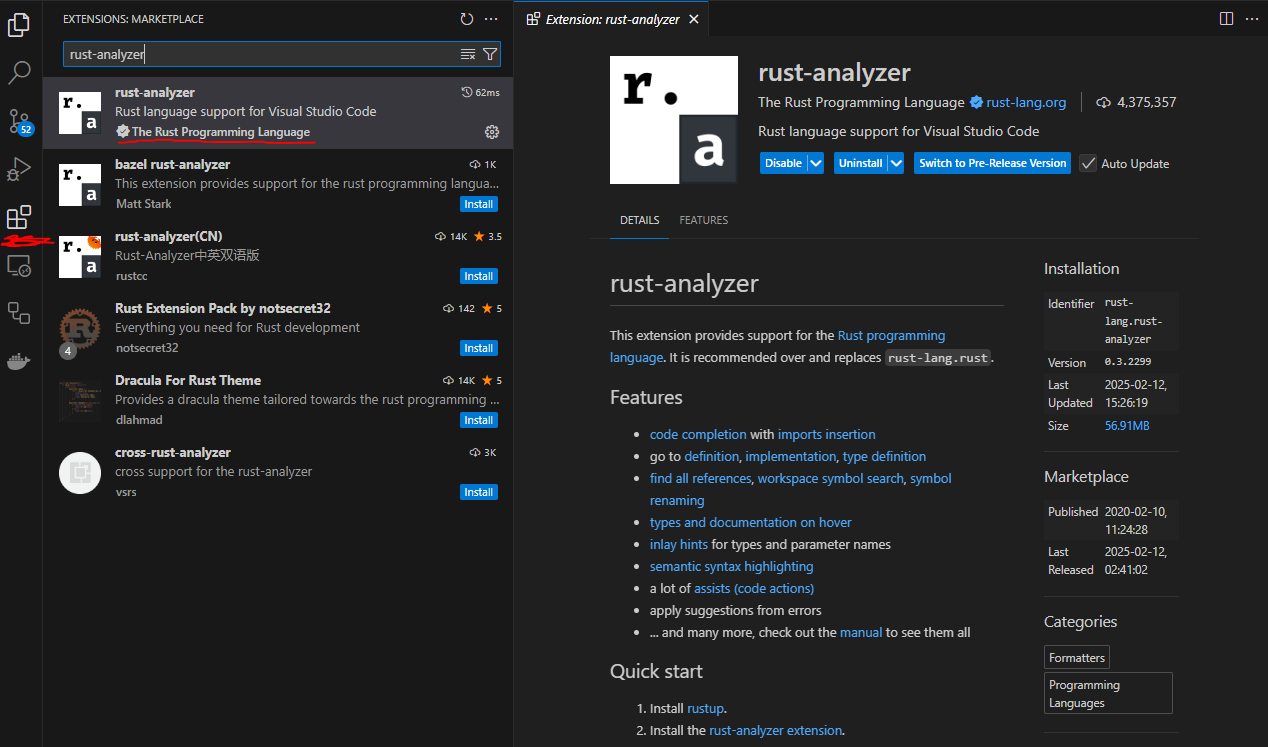 EXTENSIONS: MARKETPLACE
rust-analyzer
r.
a
rust-analyzer
62ms
Rust language support for Visual Studio Code
The Rust Programming Language
52
r.
a
bazel rust-analyzer
1K
This extension provides support for the rust programming langua...
Matt Stark
Install
r.
a
rust-analyzer(CN)
14K
3.5
Rust-Analyzer中英双语版
rustcc
Install
R
4
Rust Extension Pack by notsecret32
142
5
Everything you need for Rust development
notsecret32
Install
Dracula For Rust Theme
14K
5
Provides a dracula theme tailored towards the rust programming ...
dlahmad
Install
cross-rust-analyzer
3K
cross support for the rust-analyzer
vsrs
Install
Extension: rust-analyzer
r.
a
rust-analyzer
The Rust Programming Language rust-lang.org 4,375,357
Rust language support for Visual Studio Code
Disable Uninstall Switch to Pre-Release Version Auto Update
DETAILS FEATURES
rust-analyzer
This extension provides support for the Rust programming
language. It is recommended over and replaces rust-lang.rust.
Features
• code completion with imports insertion
• go to definition, implementation, type definition
• find all references, workspace symbol search, symbol
renaming
• types and documentation on hover
• inlay hints for types and parameter names
• semantic syntax highlighting
• a lot of assists (code actions)
• apply suggestions from errors
• ... and many more, check out the manual to see them all
Quick start
1. Install rustup.
2. Install the rust-analyzer extension.
Installation
Identifier rust-
lang.rust-
analyzer
Version 0.3.2299
Last 2025-02-12,
Updated 15:26:19
Size 56.91MB
Marketplace
Published 2020-02-10,
11:24:28
Last 2025-02-12,
Released 02:41:02
Categories
Formatters
Programming
Languages